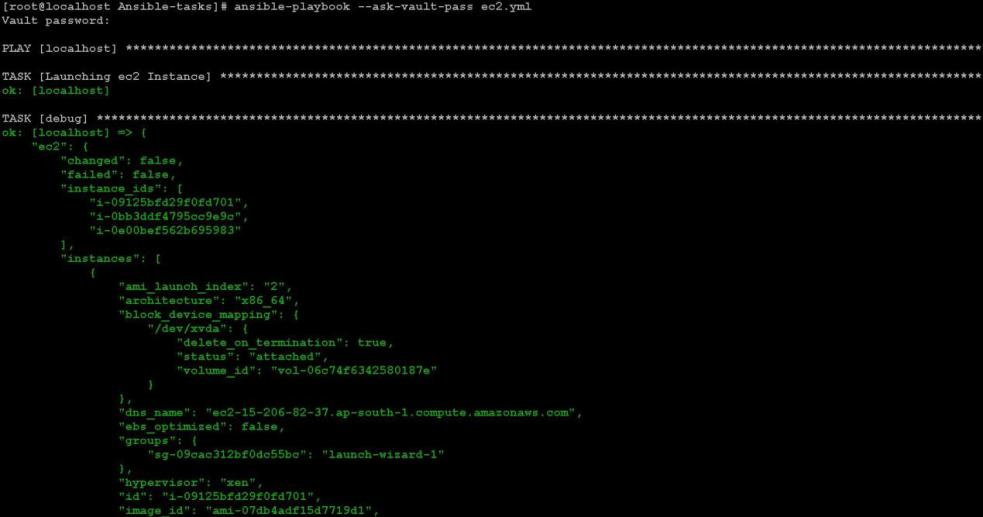 [root@localhost Ansible-tasks]# ansible-playbook --ask-vault-pass ec2.yml
Vault password:
PLAY [localhost] **********************************************************************************************************************
TASK [Launching ec2 Instance] *********************************************************************************************************
ok: [localhost]
TASK [debug] **************************************************************************************************************************
ok: [localhost] => {
    "ec2": {
        "changed": false,
        "failed": false,
        "instance_ids": [
            "i-09125bfd29f0fd701",
            "i-0bb3ddf4795cc9e9c",
            "i-0e00bef562b695983"
        ],
        "instances": [
            {
                "ami_launch_index": "2",
                "architecture": "x86_64",
                "block_device_mapping": {
                    "/dev/xvda": {
                        "delete_on_termination": true,
                        "status": "attached",
                        "volume_id": "vol-06c74f6342580187e"
                    }
                },
                "dns_name": "ec2-15-206-82-37.ap-south-1.compute.amazonaws.com",
                "ebs_optimized": false,
                "groups": {
                    "sg-09cac312bf0dc55bc": "launch-wizard-1"
                },
                "hypervisor": "xen",
                "id": "i-09125bfd29f0fd701",
                "image_id": "ami-07db4adf15d7719d1",